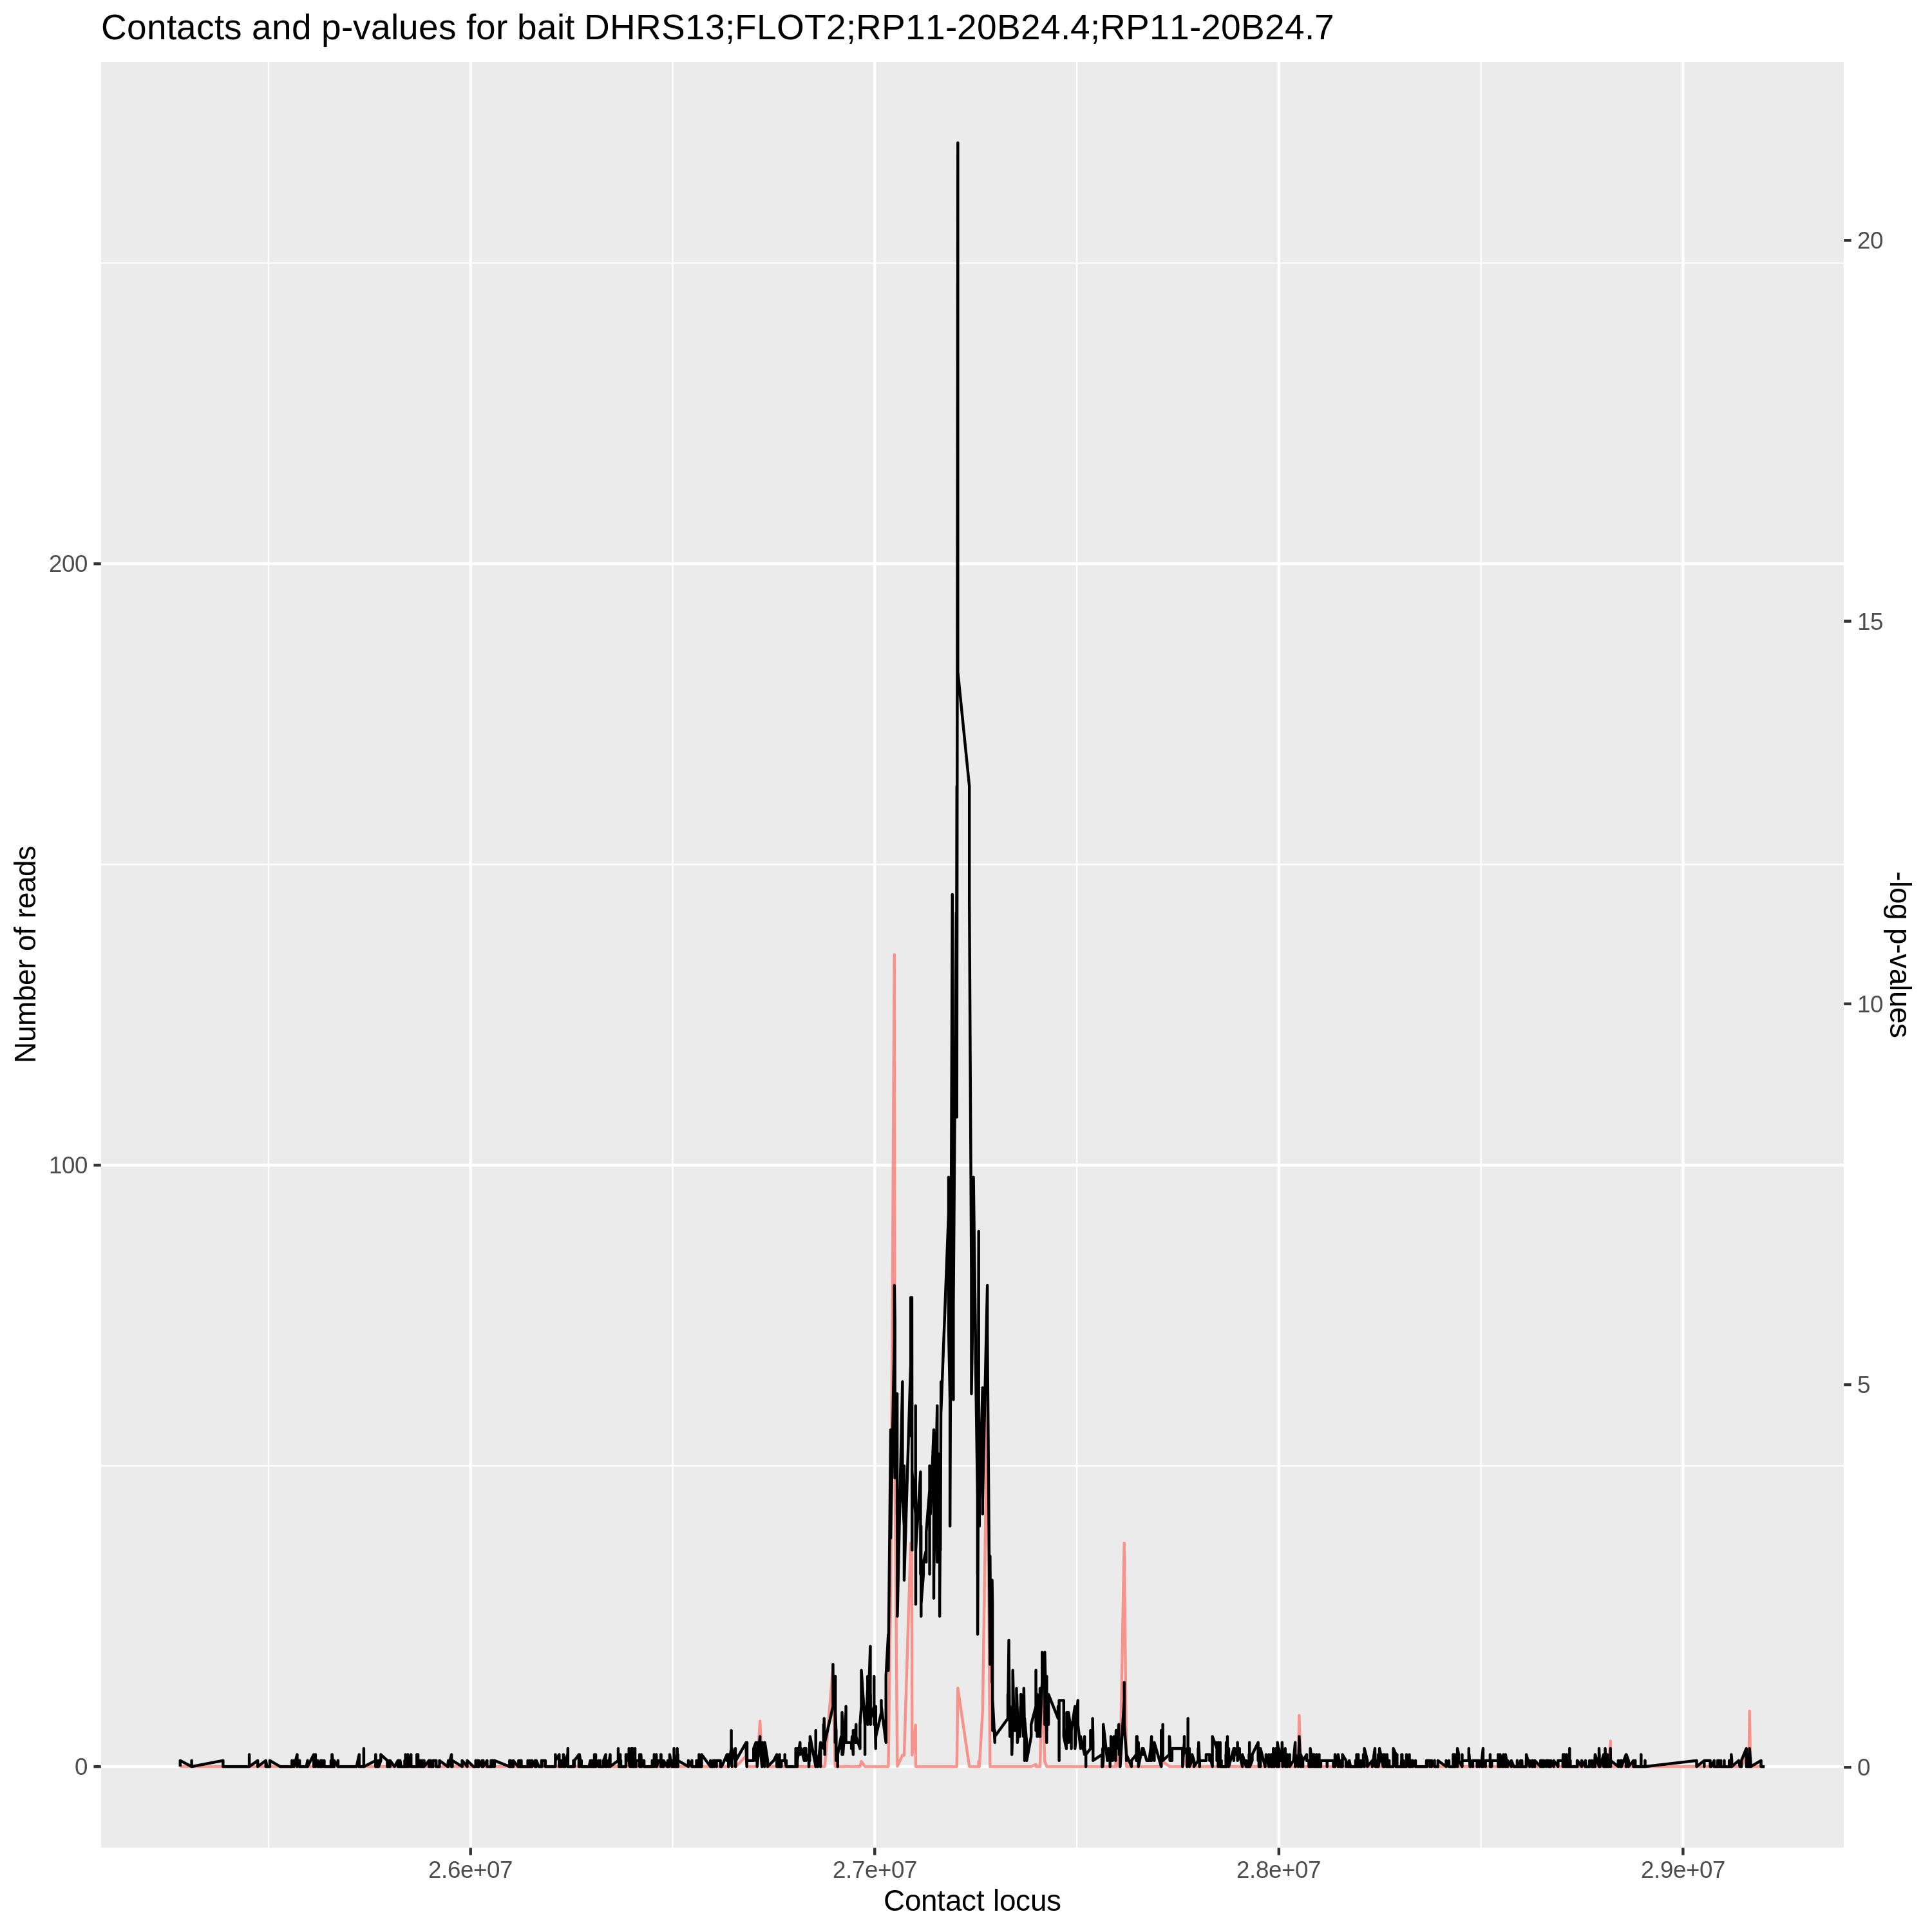 Contacts and p-values for bait DHRS13;FLOT2;RP11-20B24.4;RP11-20B24.7
Number of reads
200
100
0
20
15
10
5
0
-log p-values
2.6e+07 2.7e+07 2.8e+07 2.9e+07
Contact locus